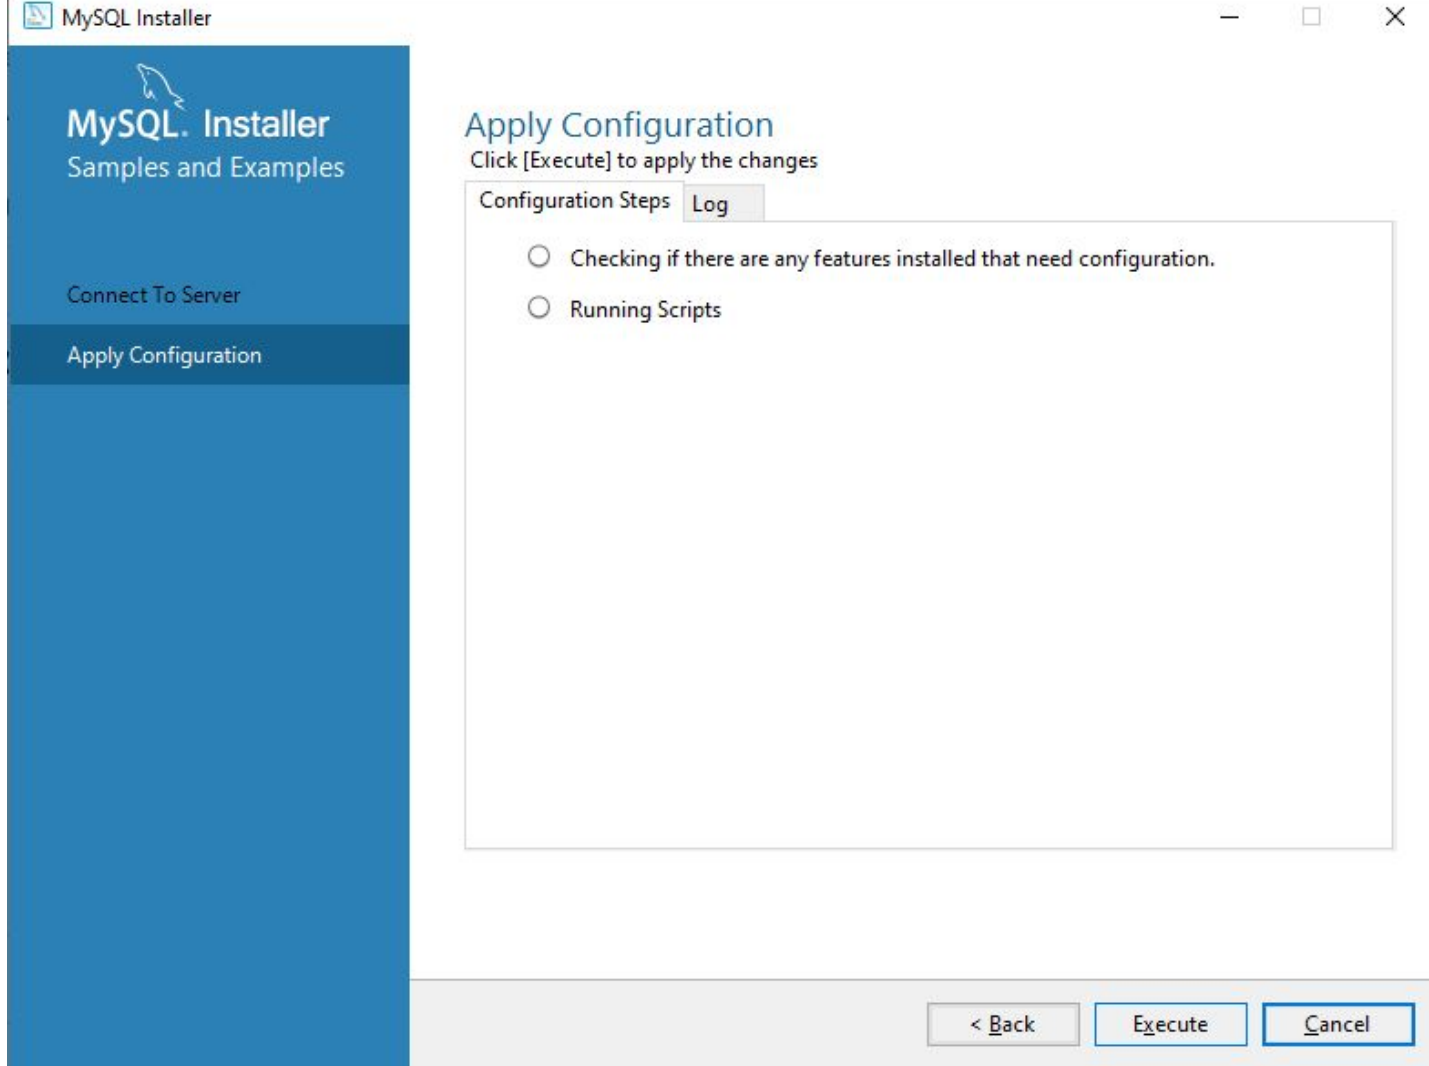 MySQL Installer
MySQL. Installer
Samples and Examples
Connect To Server
Apply Configuration
Apply Configuration
Click [Execute] to apply the changes
Configuration Steps
Log
Checking if there are any features installed that need configuration.
Running Scripts
< Back
Execute
Cancel